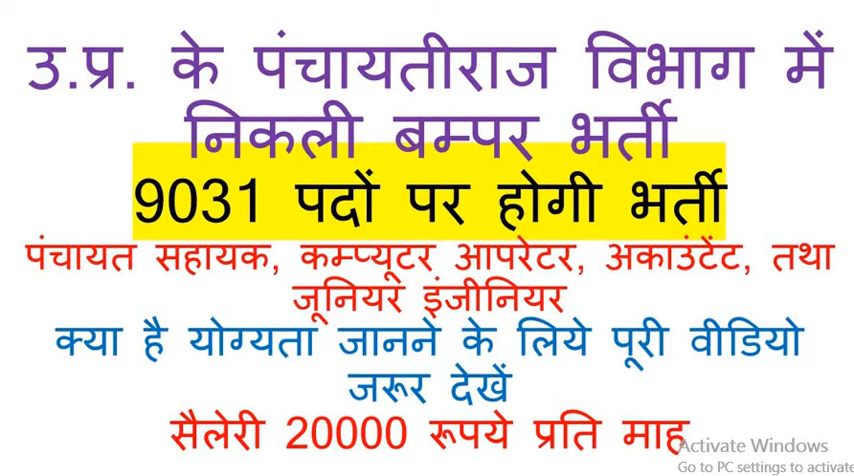 उ.प्र. के पंचायतीराज विभाग में
निकली बम्पर भर्ती
9031 पदों पर होगी भर्ती
पंचायत सहायक, कम्प्यूटर आपरेटर, अकाउंटेंट, तथा
जूनियर इंजीनियर
क्या है योग्यता जानने के लिये पूरी वीडियो
जरूर देखें
सैलेरी 20000 रूपये प्रति माह
Activate Windows
Go to PC settings to activate